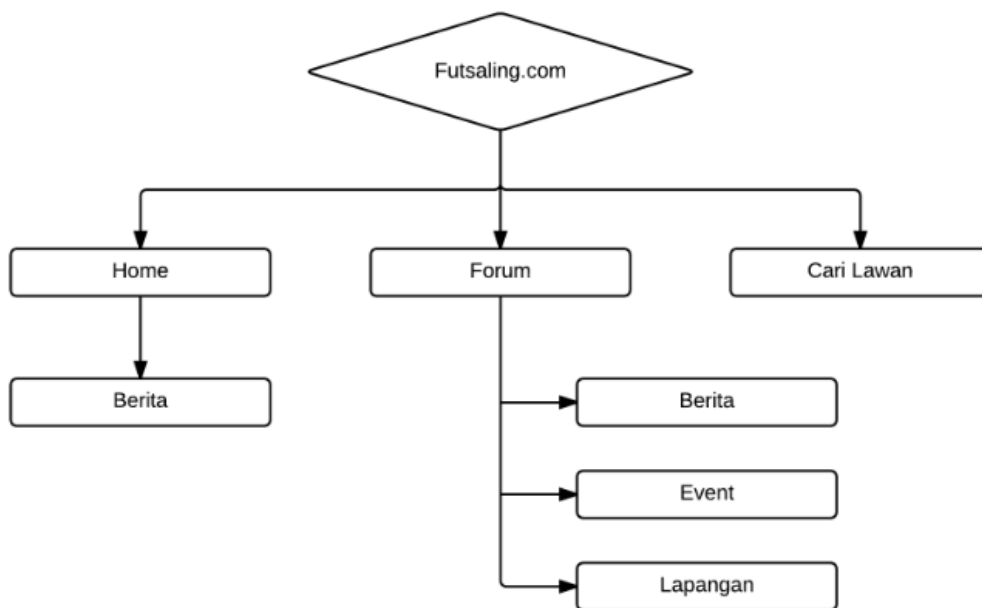 Futsaling.com
Home
Forum
Cari Lawan
Berita
Berita
Event
Lapangan